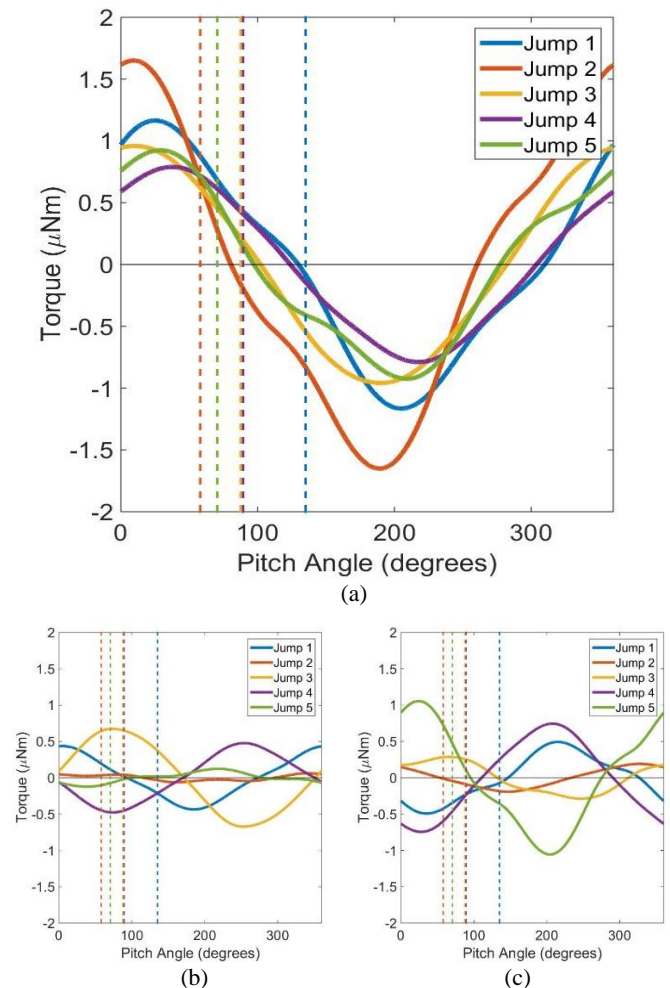 2
1.5
1
0.5
0
-0.5
-1
-1.5
-2
Torque (μNm)
Jump 1
Jump 2
Jump 3
Jump 4
Jump 5
0 100 200 300
Pitch Angle (degrees)
(a)
2
1.5
1
0.5
0
-0.5
-1
-1.5
-2
Torque (μNm)
Jump 1
Jump 2
Jump 3
Jump 4
Jump 5
0 100 200 300
Pitch Angle (degrees)
(b)
2
1.5
1
0.5
0
-0.5
-1
-1.5
-2
Torque (μNm)
Jump 1
Jump 2
Jump 3
Jump 4
Jump 5
0 100 200 300
Pitch Angle (degrees)
(c)